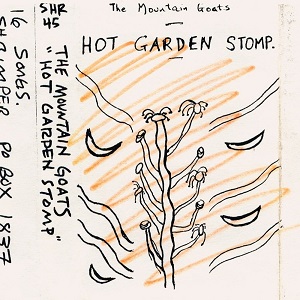 The Mountain Goats
HOT GARDEN STOMP.
SHR
45
THE MOUNTAIN GOATS
"HOT GARDEN STOMP"
16 SONGS
SHRIMPER PO BOX 1837